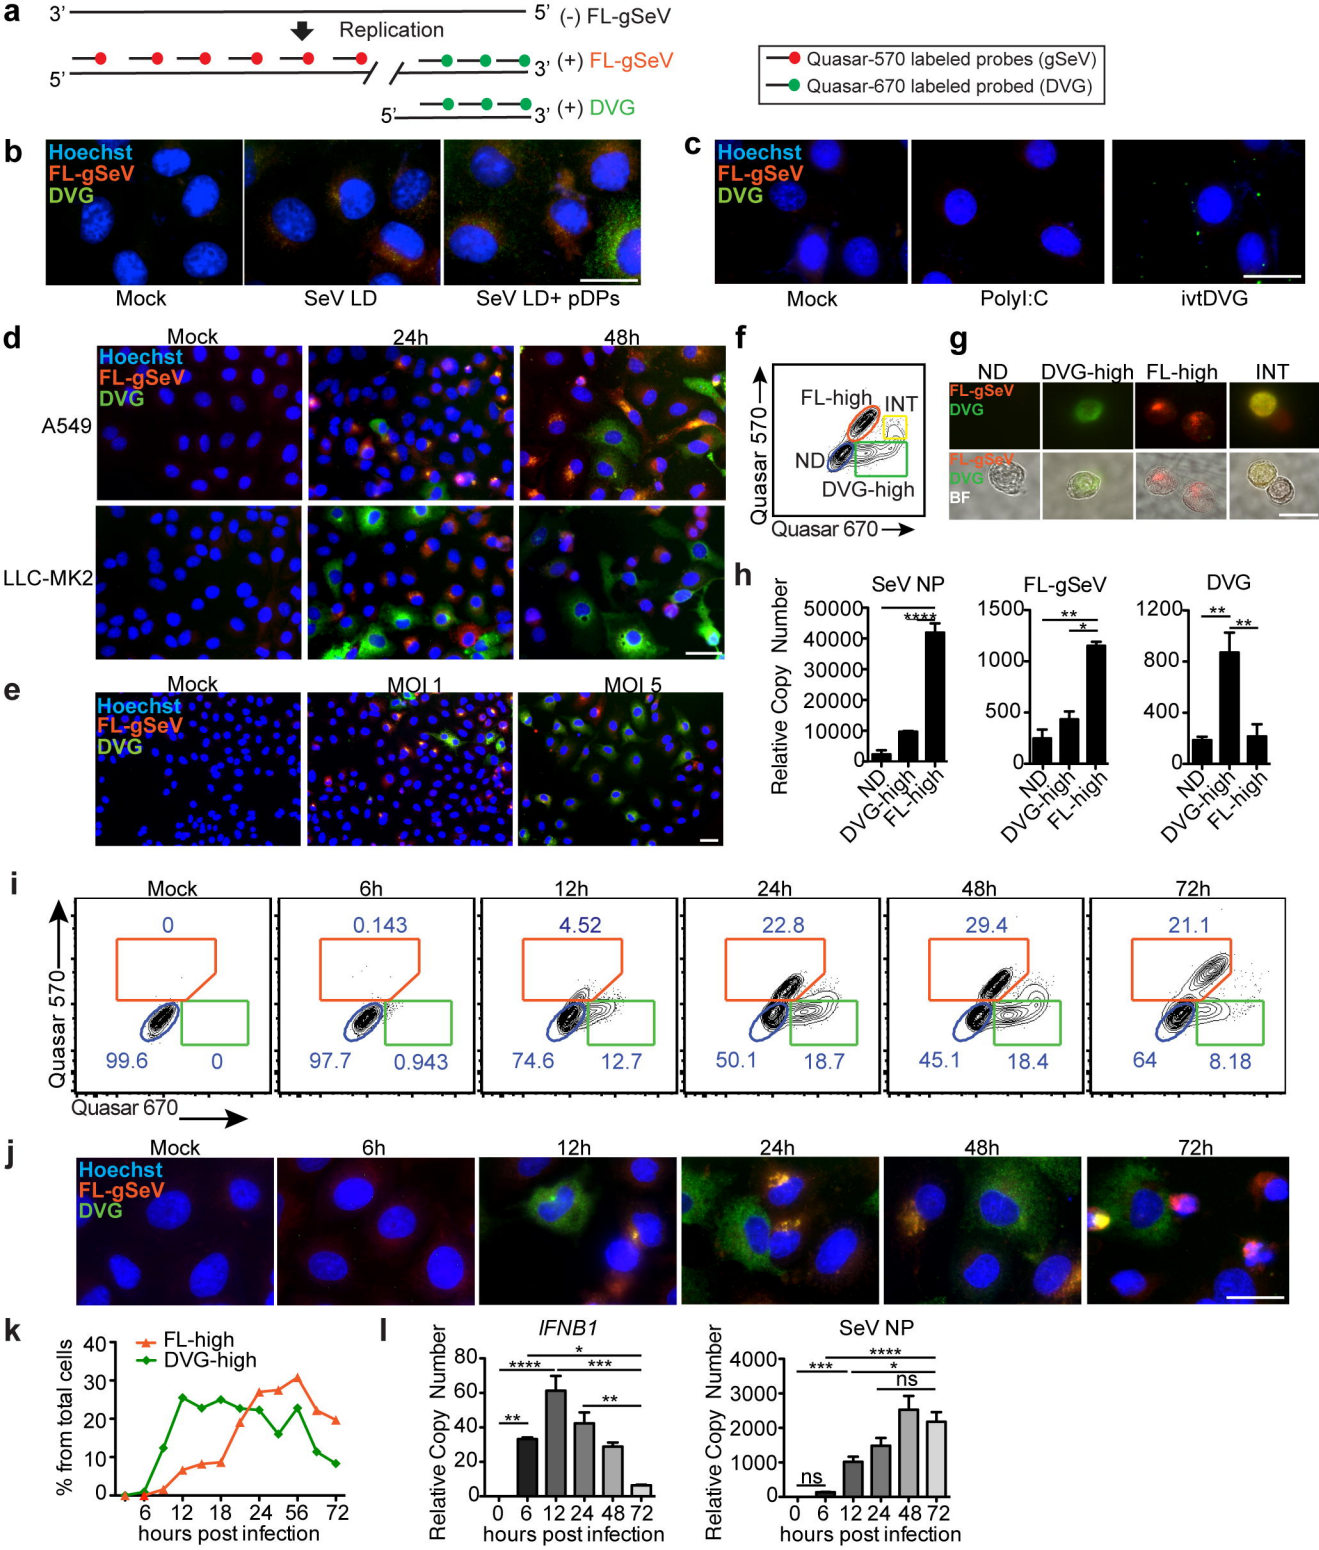 a
3’ 5’ (-) FL-gSeV
Replication
5’ 3’ (+) FL-gSeV
5’ 3’ (+) DVG
Quasar-570 labeled probes (gSeV)
Quasar-670 labeled probed (DVG)
b
Hoechst
FL-gSeV
DVG
Mock SeV LD SeV LD+ pDPs
c
Hoechst
FL-gSeV
DVG
Mock PolyI:C ivtDVG
d
Mock 24h 48h
Hoechst
FL-gSeV
DVG
A549
LLC-MK2
e
Mock MOI 1 MOI 5
Hoechst
FL-gSeV
DVG
f
Quasar 570
FL-high INT
ND
DVG-high
Quasar 670
g
ND DVG-high FL-high INT
FL-gSeV
DVG
FL-gSeV
DVG
BF
h
Relative Copy Number
SeV NP
50000
40000
30000
20000
10000
0
****
ND
DVG-high
FL-high
FL-gSeV
1500
1000
500
0
**
*
ND
DVG-high
FL-high
DVG
1200
800
400
0
**
**
ND
DVG-high
FL-high
i
Mock 6h 12h 24h 48h 72h
Quasar 570
0 0.143 4.52 22.8 29.4 21.1
99.6 0 97.7 0.943 74.6 12.7 50.1 18.7 45.1 18.4 64 8.18
Quasar 670
j
Mock 6h 12h 24h 48h 72h
Hoechst
FL-gSeV
DVG
k
% from total cells
FL-high
DVG-high
40
30
20
10
0
6 12 18 24 56 72
hours post infection
l
IFNB1
Relative Copy Number
80
60
40
20
0
*
**** ***
**
**
0 6 12 24 48 72
hours post infection
SeV NP
Relative Copy Number
4000
3000
2000
1000
0
****
*** *
ns
ns
0 6 12 24 48 72
hours post infection